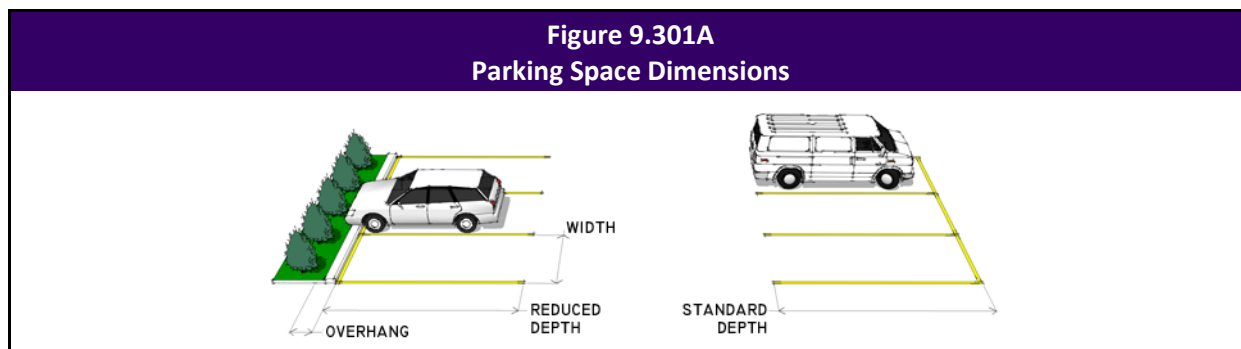 Figure 9.301A
Parking Space Dimensions
WIDTH
REDUCED
DEPTH
OVERHANG
STANDARD
DEPTH